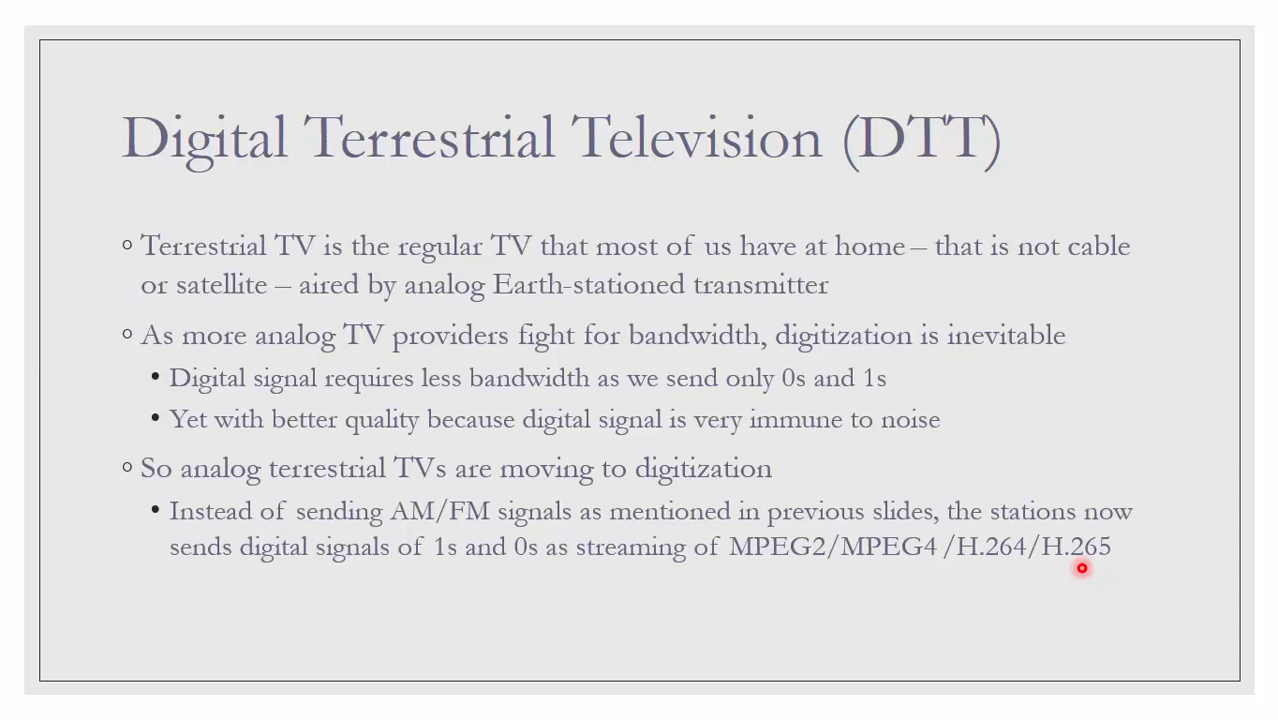 Digital Terrestrial Television (DTT)
Terrestrial TV is the regular TV that most of us have at home – that is not cable
or satellite – aired by analog Earth-stationed transmitter
As more analog TV providers fight for bandwidth, digitization is inevitable
Digital signal requires less bandwidth as we send only 0s and 1s
Yet with better quality because digital signal is very immune to noise
So analog terrestrial TVs are moving to digitization
Instead of sending AM/FM signals as mentioned in previous slides, the stations now
sends digital signals of 1s and 0s as streaming of MPEG2/MPEG4 /H.264/H.265